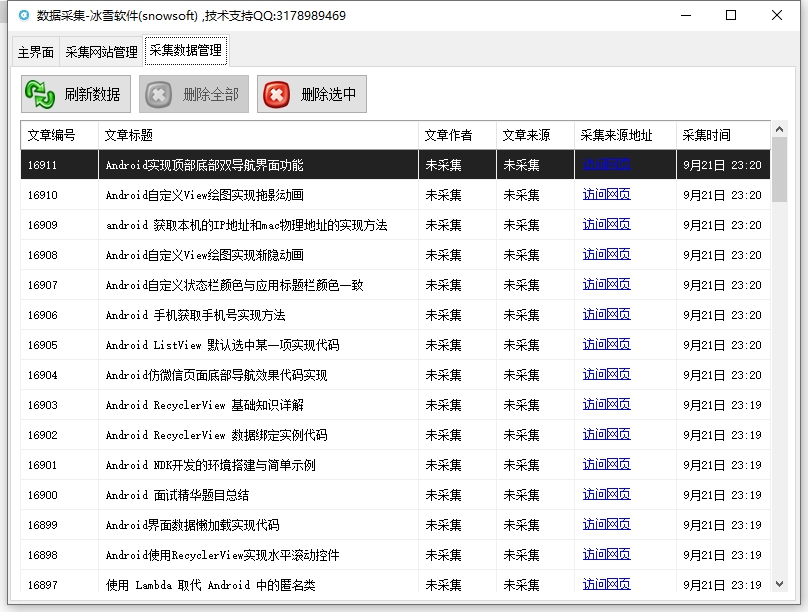 数据采集-冰雪软件(snowsoft) ,技术支持QQ:3178989469
主界面 采集网站管理 采集数据管理
刷新数据 删除全部 删除选中
文章编号 文章标题 文章作者 文章来源 采集来源地址 采集时间
16911 Android实现顶部底部双导航界面功能 未采集 未采集 访问网页 9月21日 23:20
16910 Android自定义View绘图实现拖影动画 未采集 未采集 访问网页 9月21日 23:20
16909 android 获取本机的IP地址和mac物理地址的实现方法 未采集 未采集 访问网页 9月21日 23:20
16908 Android自定义View绘图实现渐隐动画 未采集 未采集 访问网页 9月21日 23:20
16907 Android自定义状态栏颜色与应用标题栏颜色一致 未采集 未采集 访问网页 9月21日 23:20
16906 Android 手机获取手机号实现方法 未采集 未采集 访问网页 9月21日 23:20
16905 Android ListView 默认选中某一项实现代码 未采集 未采集 访问网页 9月21日 23:20
16904 Android仿微信页面底部导航效果代码实现 未采集 未采集 访问网页 9月21日 23:20
16903 Android RecyclerView 基础知识详解 未采集 未采集 访问网页 9月21日 23:19
16902 Android RecyclerView 数据绑定实例代码 未采集 未采集 访问网页 9月21日 23:19
16901 Android NDK开发的环境搭建与简单示例 未采集 未采集 访问网页 9月21日 23:19
16900 Android 面试精华题目总结 未采集 未采集 访问网页 9月21日 23:19
16899 Android界面数据懒加载实现代码 未采集 未采集 访问网页 9月21日 23:19
16898 Android使用RecyclerView实现水平滚动控件 未采集 未采集 访问网页 9月21日 23:19
16897 使用 Lambda 取代 Android 中的匿名类 未采集 未采集 访问网页 9月21日 23:19